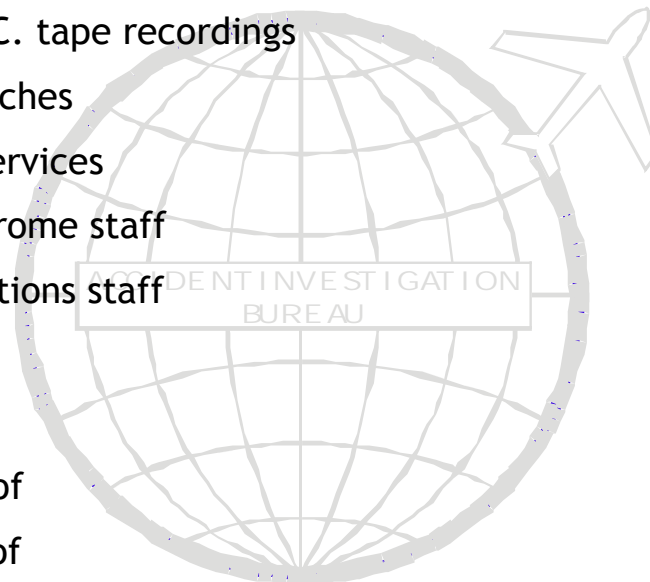 C. tape recordings
ches
ervices
rome staff
tions staff
ACCIDENT INVESTIGATION
BUREAU
of
of